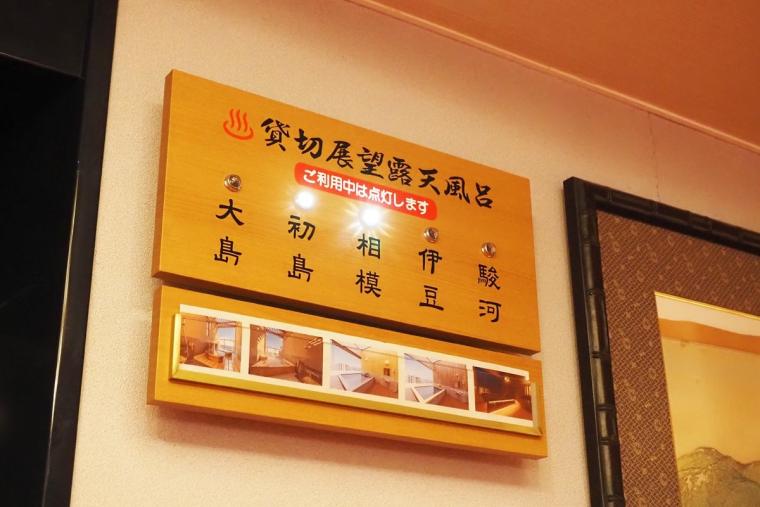 ♨貸切展望露天風呂
ご利用中は点灯します
大島
初島
相模
伊豆
駿河